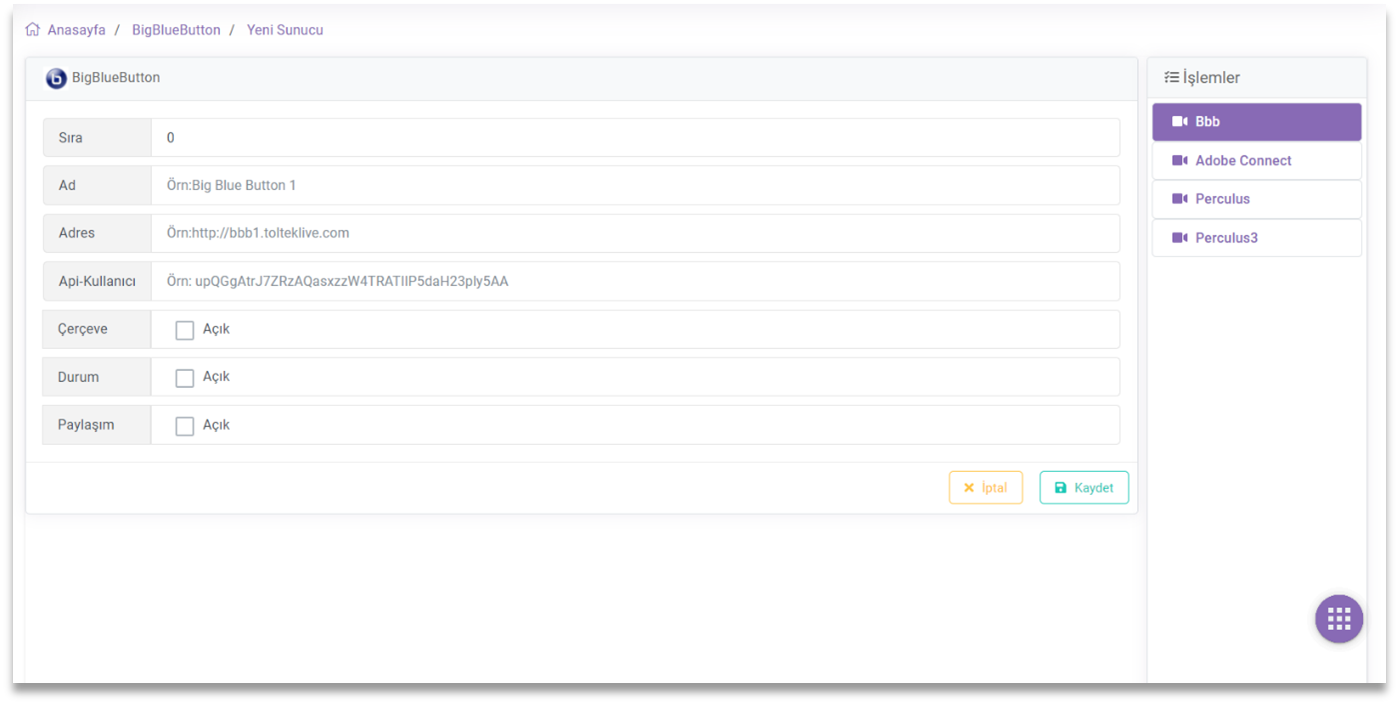 Anasayfa / BigBlueButton / Yeni Sunucu
BigBlueButton
Sıra 0
Ad Örn:Big Blue Button 1
Adres Örn:http://bbb1.tolteklive.com
Api-Kullanıcı Örn: upQGgAtrJ7ZRzAQasxzzW4TRATIIP5daH23ply5AA
Çerçeve Açık
Durum Açık
Paylaşım Açık
İptal Kaydet
İşlemler
Bbb
Adobe Connect
Perculus
Perculus3